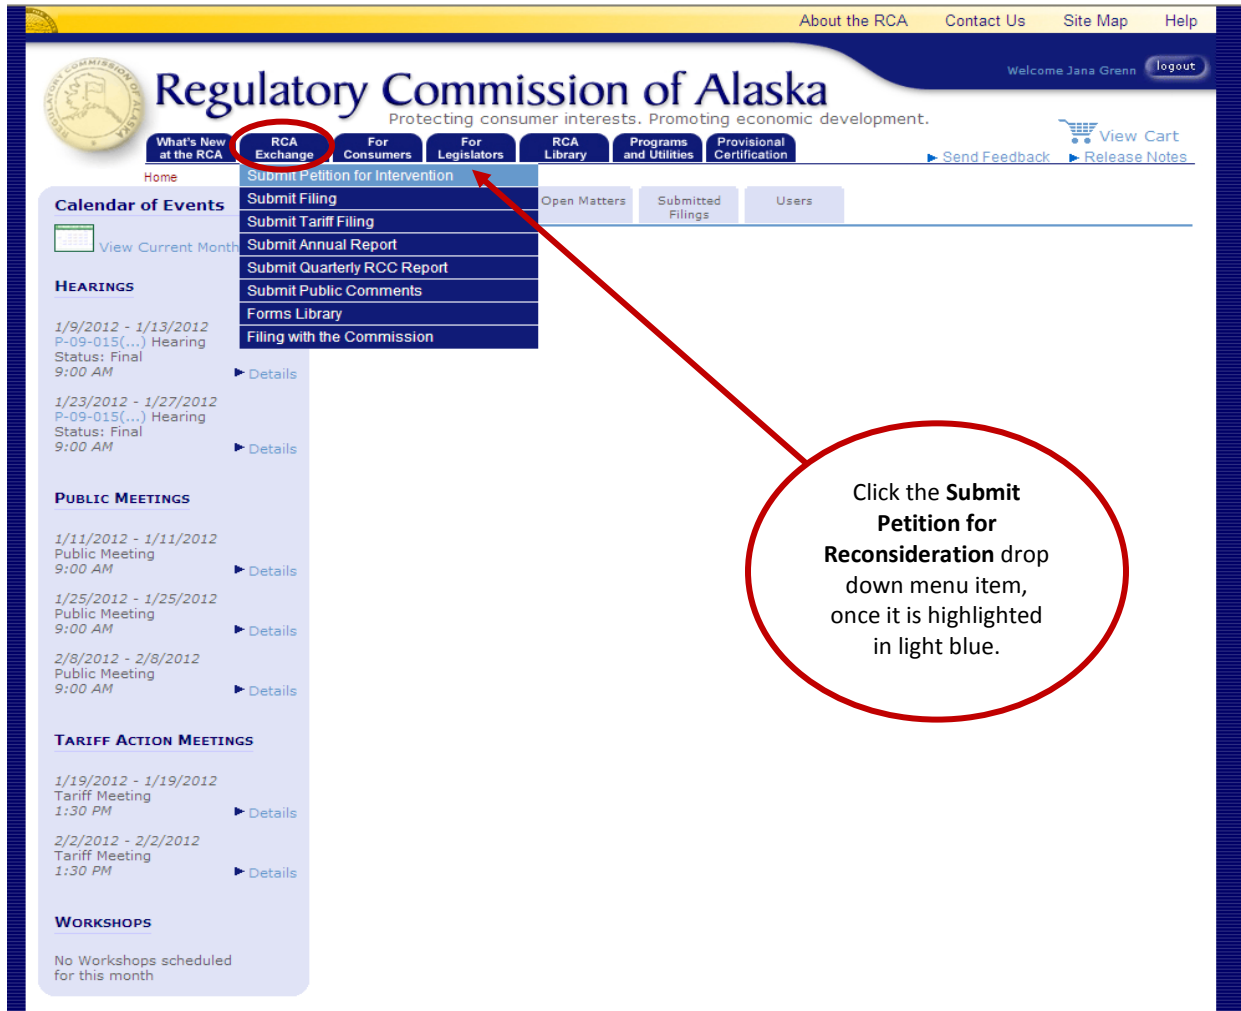 About the RCA Contact Us Site Map Help
Welcome Jana Grenn logout
Regulatory Commission of Alaska
Protecting consumer interests. Promoting economic development.
What's New at the RCA
RCA Exchange
For Consumers
For Legislators
RCA Library
Programs and Utilities
Provisional Certification
View Cart
Send Feedback Release Notes
Home
Submit Petition for Intervention
Submit Filing
Submit Tariff Filing
Submit Annual Report
Submit Quarterly RCC Report
Submit Public Comments
Forms Library
Filing with the Commission
Open Matters
Submitted Filings
Users
Calendar of Events
View Current Month
HEARINGS
1/9/2012 - 1/13/2012
P-09-015(...) Hearing
Status: Final
9:00 AM Details
1/23/2012 - 1/27/2012
P-09-015(...) Hearing
Status: Final
9:00 AM Details
PUBLIC MEETINGS
1/11/2012 - 1/11/2012
Public Meeting
9:00 AM Details
1/25/2012 - 1/25/2012
Public Meeting
9:00 AM Details
2/8/2012 - 2/8/2012
Public Meeting
9:00 AM Details
TARIFF ACTION MEETINGS
1/19/2012 - 1/19/2012
Tariff Meeting
1:30 PM Details
2/2/2012 - 2/2/2012
Tariff Meeting
1:30 PM Details
WORKSHOPS
No Workshops scheduled
for this month
Click the Submit
Petition for
Reconsideration drop
down menu item,
once it is highlighted
in light blue.